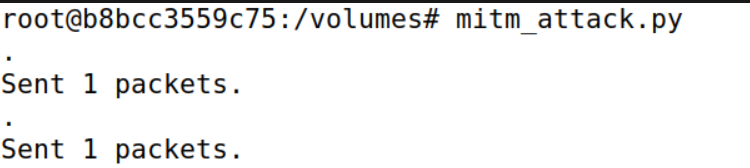 root@b8bcc3559c75:/volumes# mitm_attack.py
.
Sent 1 packets.
.
Sent 1 packets.